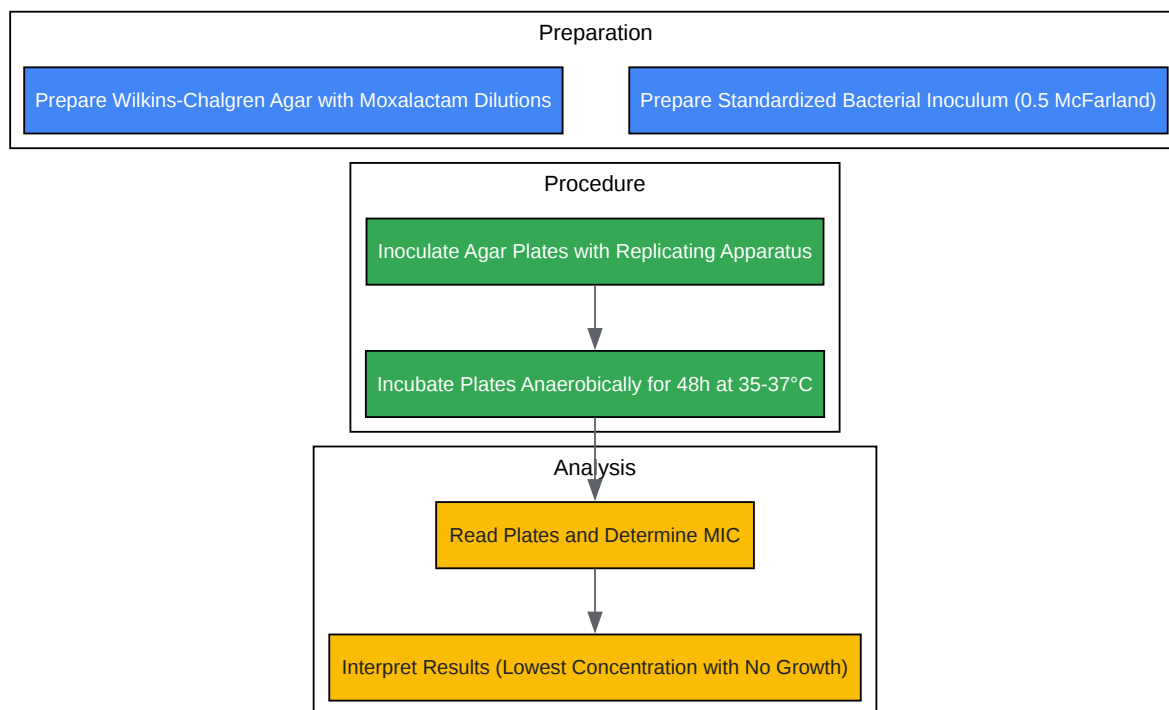 Preparation
Prepare Wilkins-Chalgren Agar with Moxalactam Dilutions
Prepare Standardized Bacterial Inoculum (0.5 McFarland)
Procedure
Inoculate Agar Plates with Replicating Apparatus
Incubate Plates Anaerobically for 48h at 35-37°C
Analysis
Read Plates and Determine MIC
Interpret Results (Lowest Concentration with No Growth)